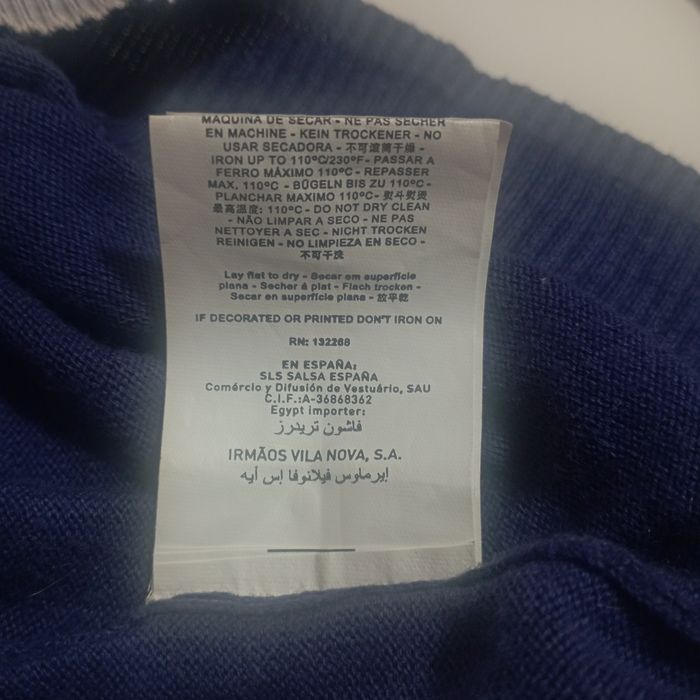 MÁQUINA DE SECAR - NE PAS SÉCHER
EN MACHINE - KEIN TROCKENER - NO
USAR SECADORA - 不可滚筒干燥 -
IRON UP TO 110ºC/230ºF- PASSAR A
FERRO MÁXIMO 110ºC - REPASSER
MAX. 110ºC - BÜGELN BIS ZU 110ºC -
PLANCHAR MAXIMO 110ºC- 熨斗熨烫
最高温度: 110ºC - DO NOT DRY CLEAN
- NÃO LIMPAR A SECO - NE PAS
NETTOYER A SEC - NICHT TROCKEN
REINIGEN - NO LIMPIEZA EN SECO -
不可干洗
Lay flat to dry - Secar em superfície
plana - Secher á plat - Flach trocken -
Secar en superfície plana - 放平乾
IF DECORATED OR PRINTED DON'T IRON ON
RN: 132268
EN ESPAÑA:
SLS SALSA ESPAÑA
Comércio y Difusión de Vestuário, SAU
C.I.F.:A-36868362
Egypt importer:
فاشون تريدرز
IRMÃOS VILA NOVA, S.A.
إيرماوس فيلانوفا إس أيه